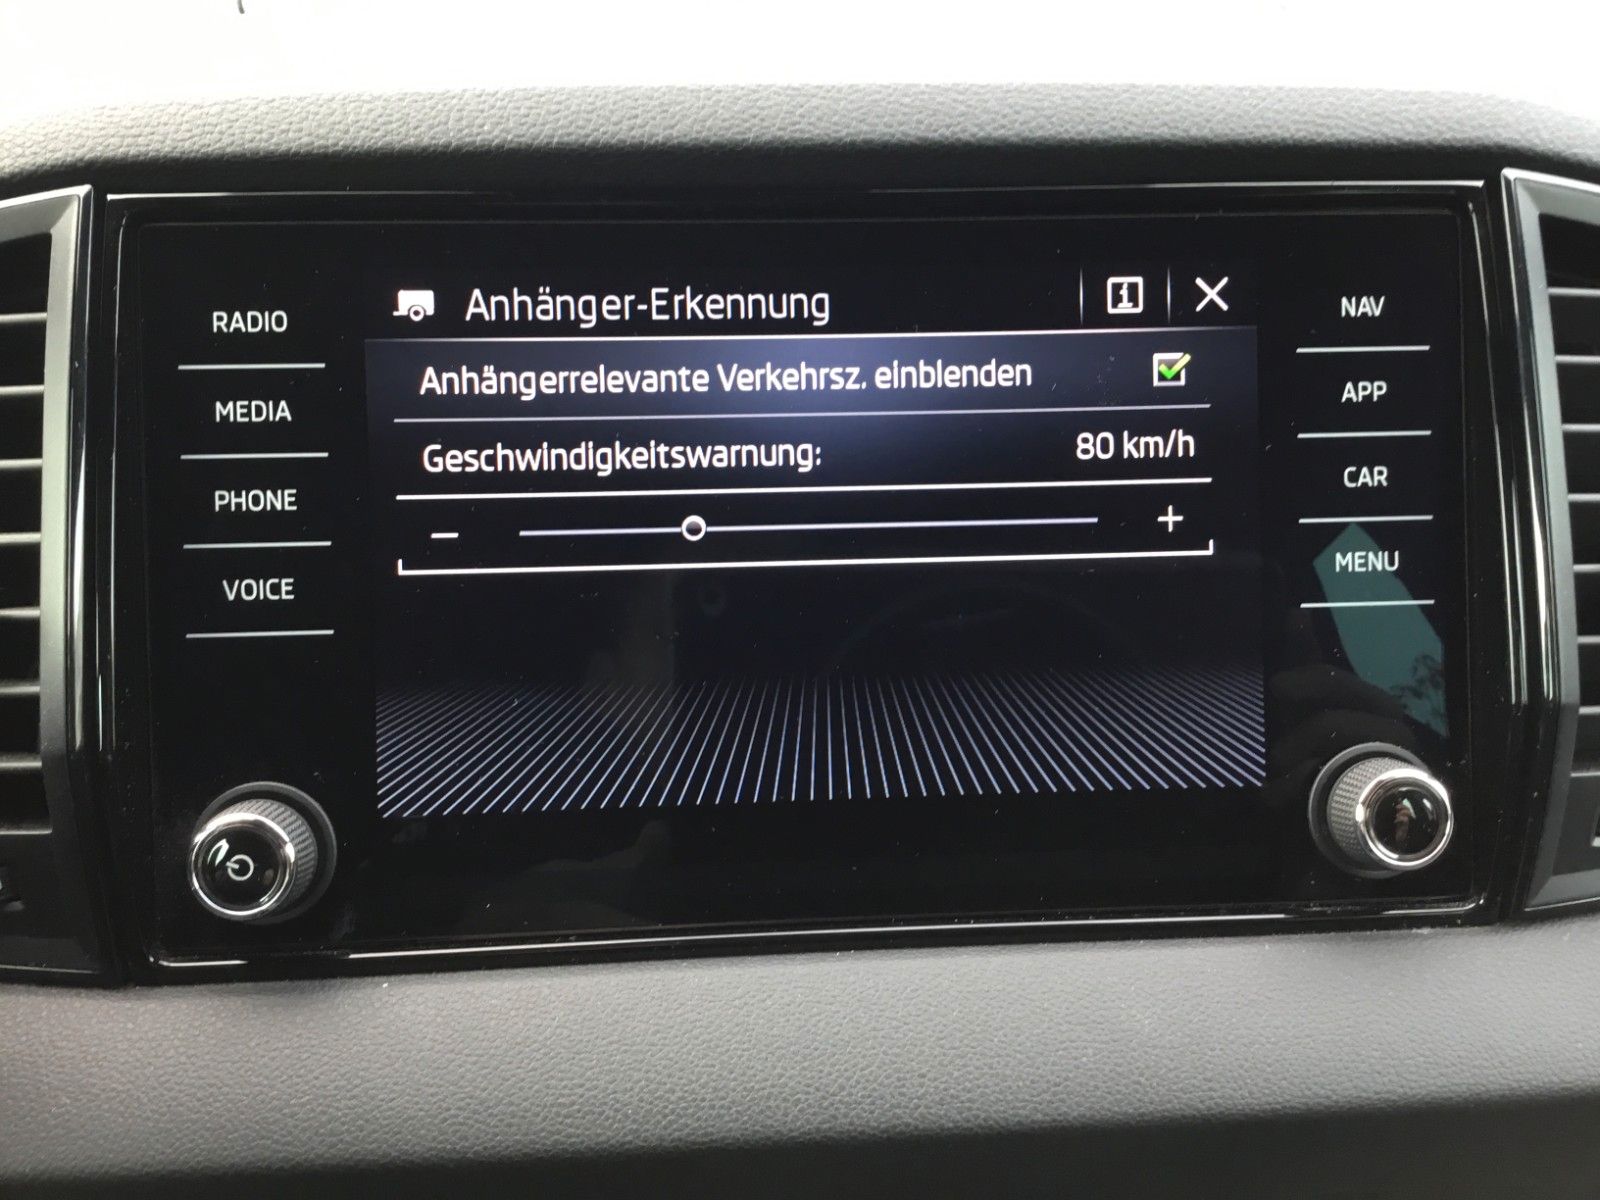 Anhänger-Erkennung
RADIO
MEDIA
PHONE
VOICE
Anhängerrelevante Verkehrsz. einblenden
Geschwindigkeitswarnung: 80 km/h
− +
NAV
APP
CAR
MENU